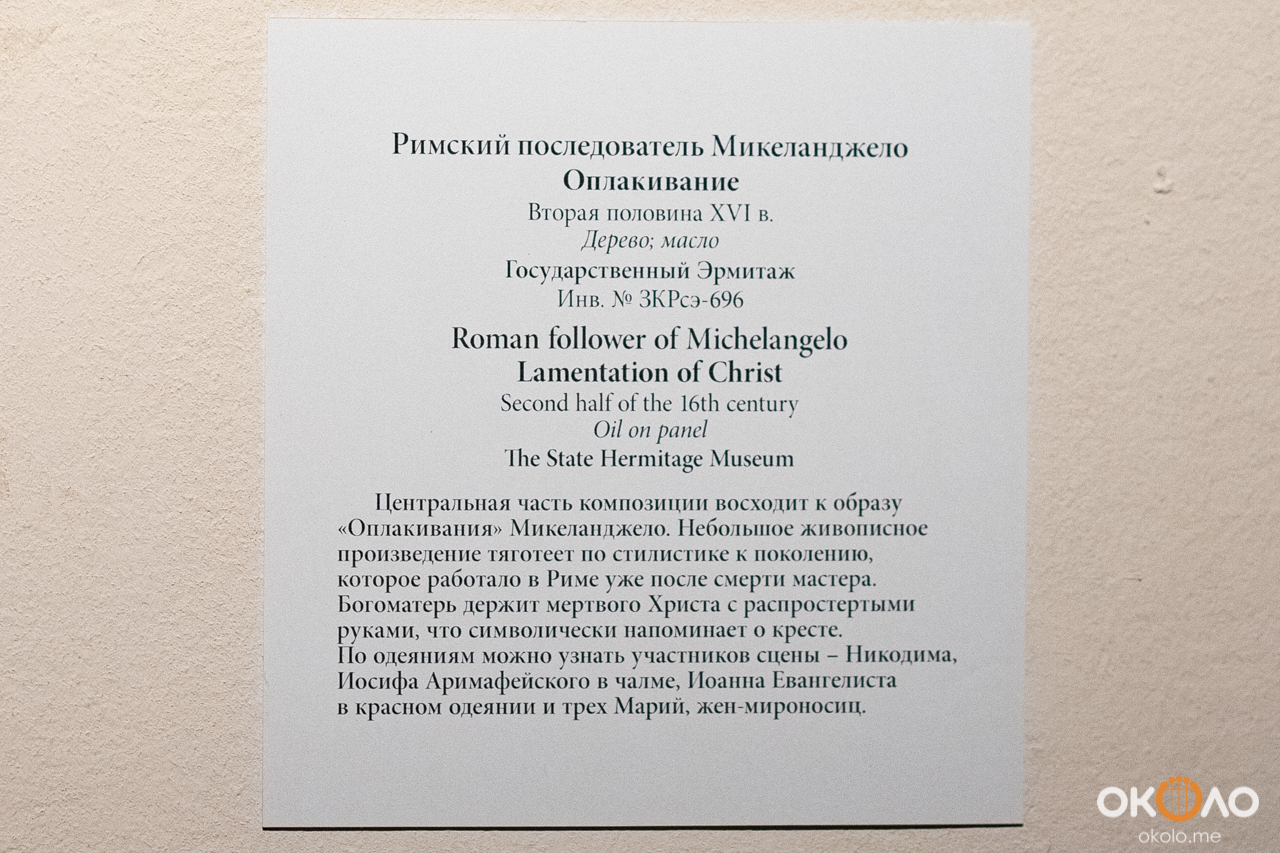 Римский последователь Микеланджело
Оплакивание
Вторая половина XVI в.
Дерево; масло
Государственный Эрмитаж
Инв. № ЗКРсэ-696
Roman follower of Michelangelo
Lamentation of Christ
Second half of the 16th century
Oil on panel
The State Hermitage Museum
Центральная часть композиции восходит к образу
«Оплакивания» Микеланджело. Небольшое живописное
произведение тяготеет по стилистике к поколению,
которое работало в Риме уже после смерти мастера.
Богоматерь держит мертвого Христа с распростертыми
руками, что символически напоминает о кресте.
По одеяниям можно узнать участников сцены – Никодима,
Иосифа Аримафейского в чалме, Иоанна Евангелиста
в красном одеянии и трех Марий, жен-мироносиц.
ОКОЛО
okolo.me